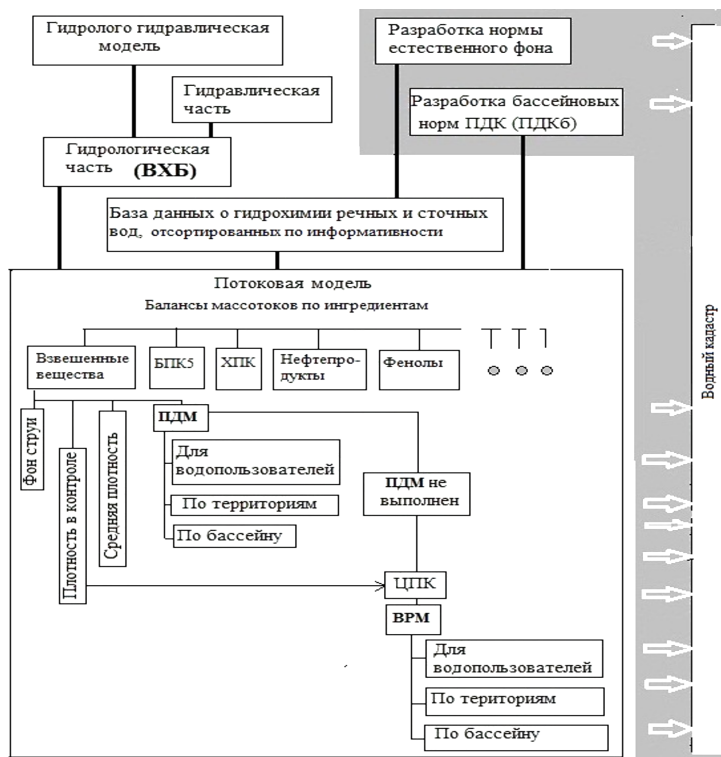 Гидролого гидравлическая
модель
Разработка нормы
естественного фона
Гидравлическая
часть
Разработка бассейновых
норм ПДК (ПДКб)
Гидрологическая
часть (ВХБ)
База данных о гидрохимии речных и сточных
вод, отсортированных по информативности
Потоковая модель
Балансы массотоков по ингредиентам
Взвешенные
вещества
БПК5
ХПК
Нефтепро-
дукты
Фенолы
Фон струи
Плотность в контроле
Средняя плотность
ПДМ
Для
водопользователей
По территориям
По бассейну
ПДМ не
выполнен
ЦПК
ВРМ
Для
водопользователей
По териториям
По бассейну
Водный кадастр